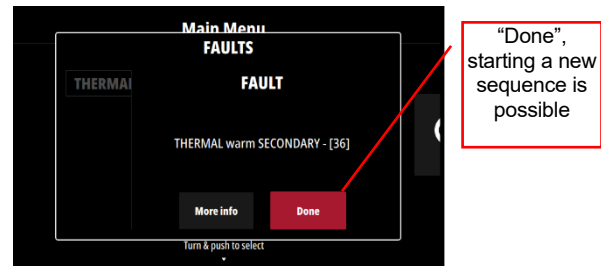 Main Menu
FAULTS
THERMAL
FAULT
THERMAL warm SECONDARY - [36]
More info
Done
Turn & push to select
“Done”,
starting a new
sequence is
possible